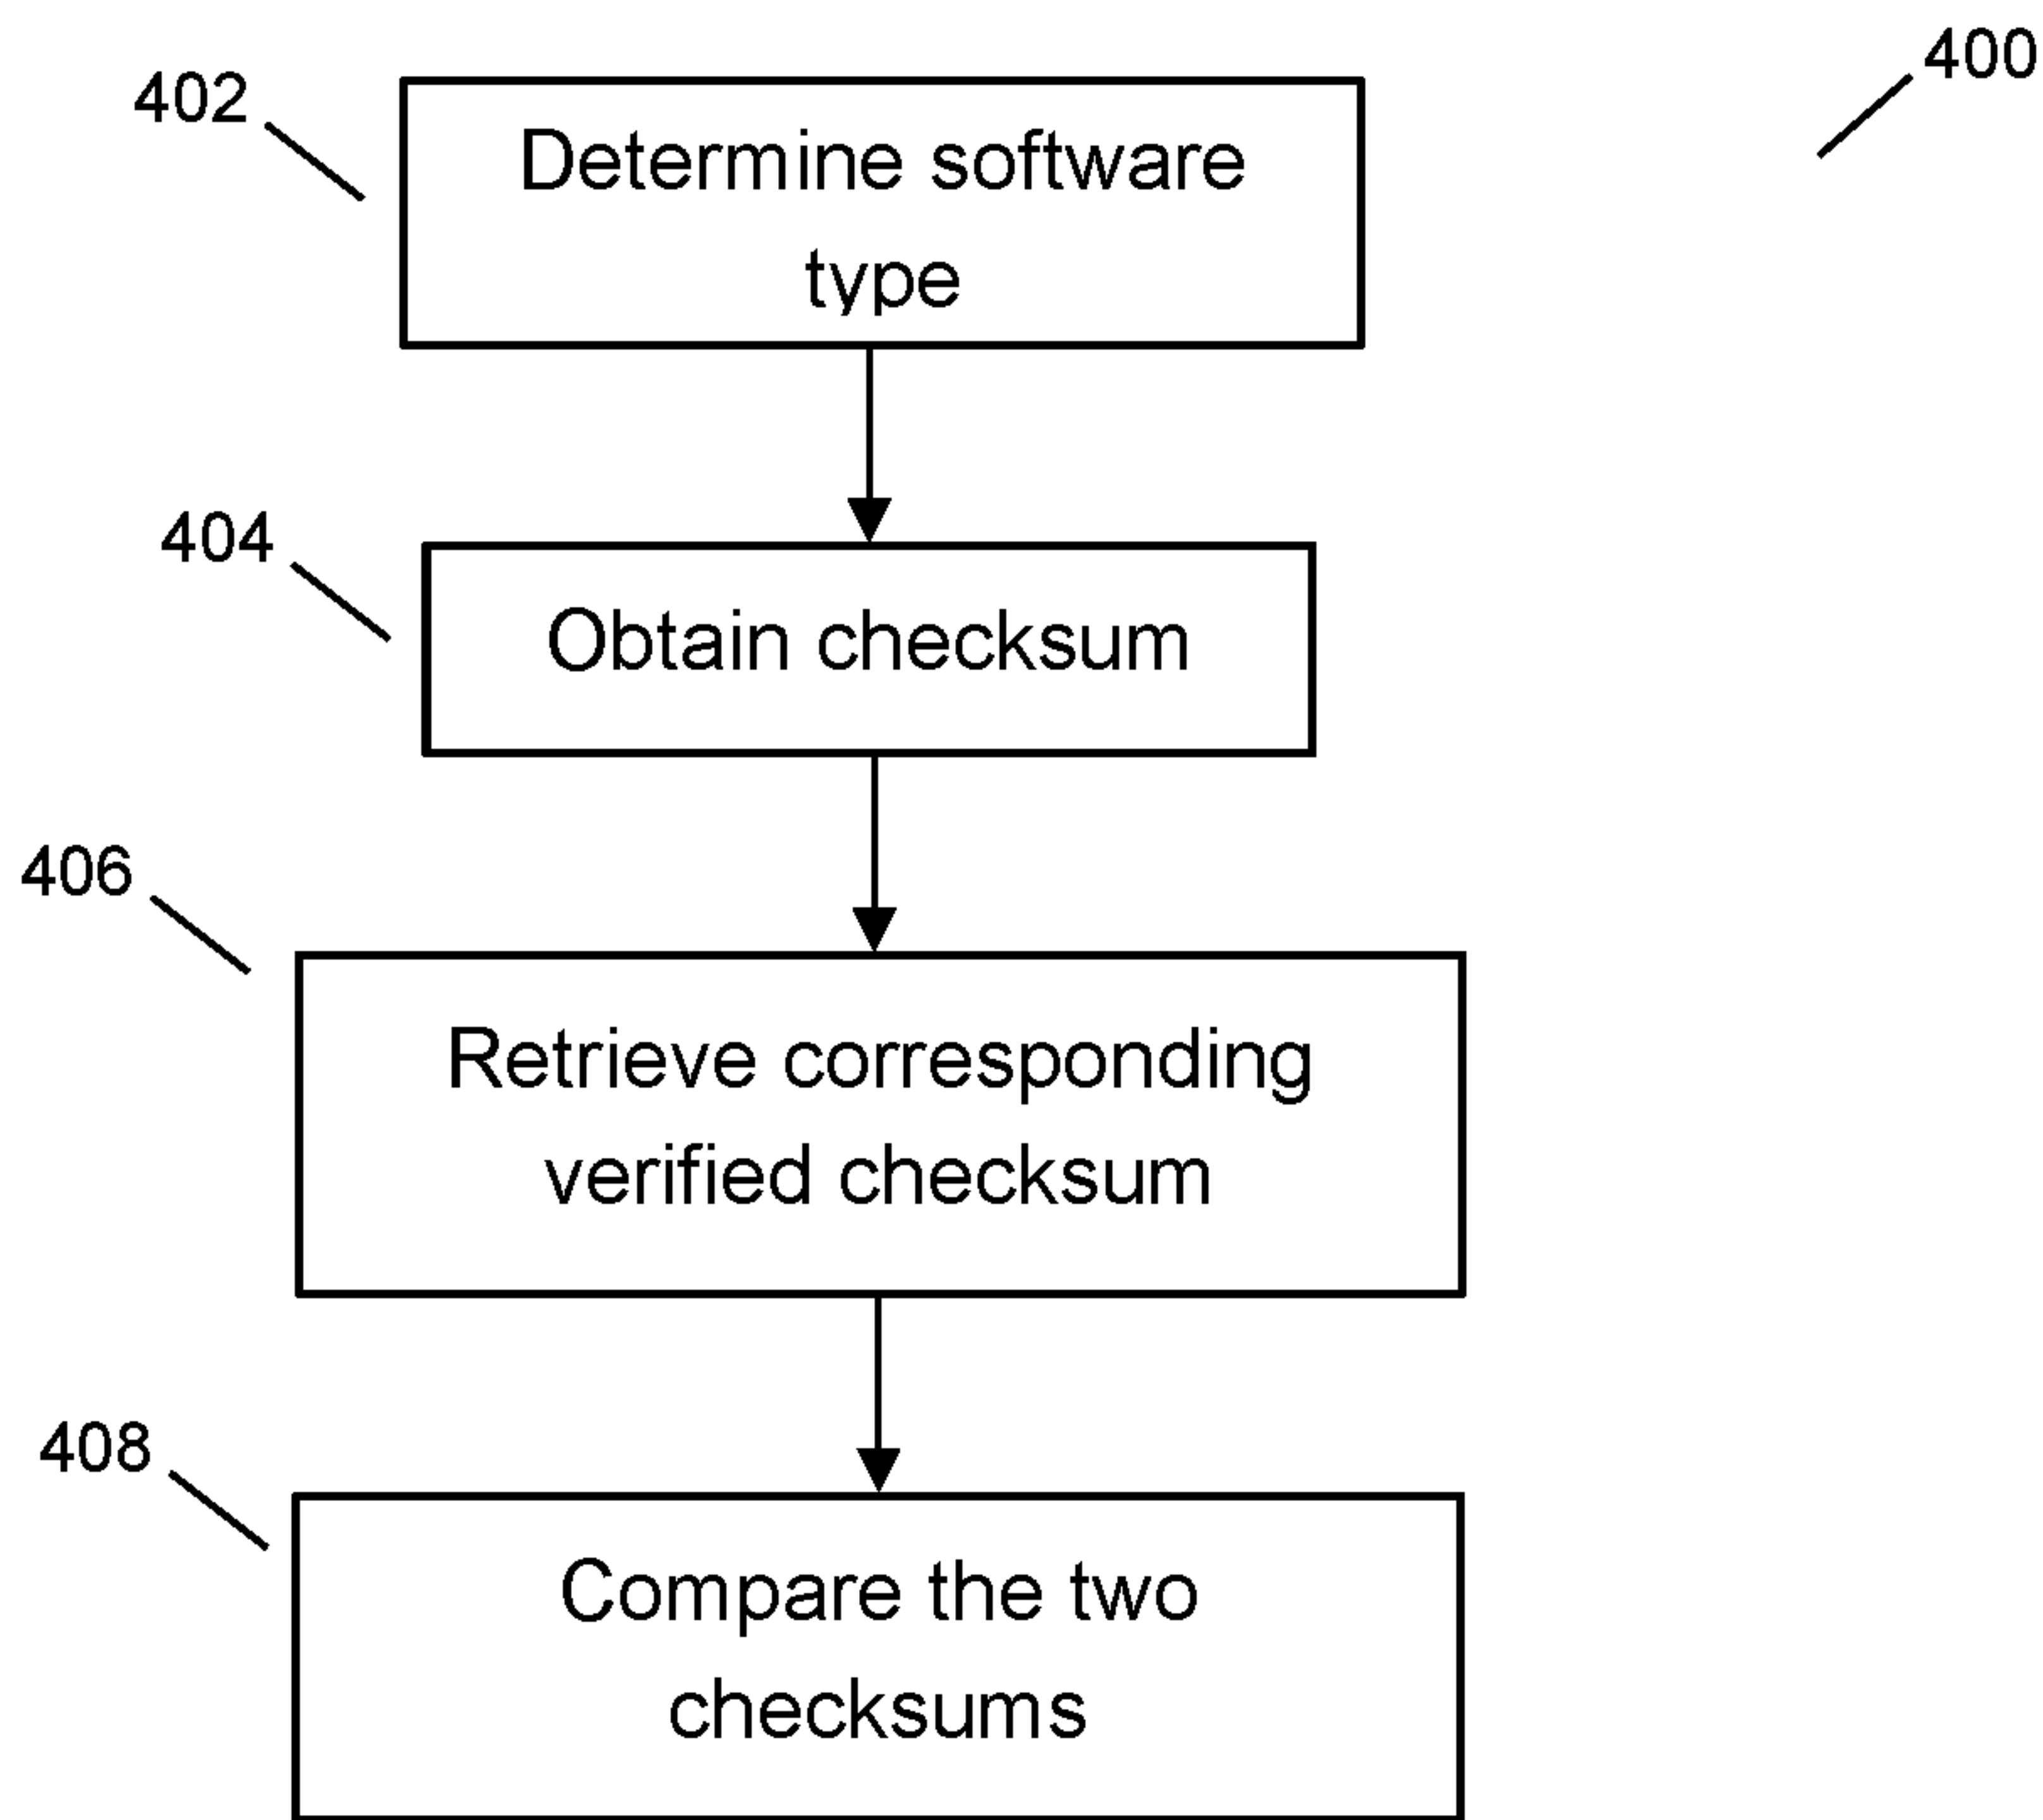 400
402
Determine software
type
404
Obtain checksum
406
Retrieve corresponding
verified checksum
408
Compare the two
checksums